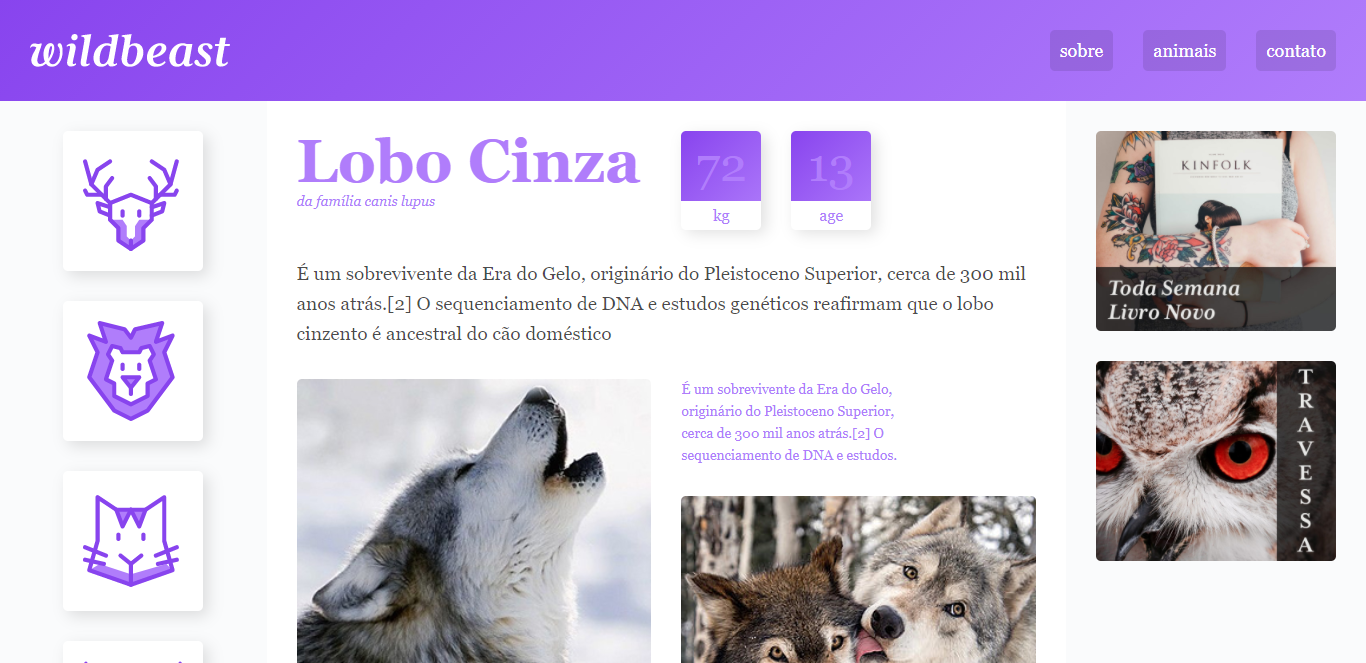 wildbeast
sobre
animais
contato
Lobo Cinza
da família canis lupus
72
kg
13
age
É um sobrevivente da Era do Gelo, originário do Pleistoceno Superior, cerca de 300 mil
anos atrás.[2] O sequenciamento de DNA e estudos genéticos reafirmam que o lobo
cinzento é ancestral do cão doméstico
É um sobrevivente da Era do Gelo,
originário do Pleistoceno Superior,
cerca de 300 mil anos atrás.[2] O
sequenciamento de DNA e estudos.
KINFOLK
Toda Semana
Livro Novo
TRAVESSA